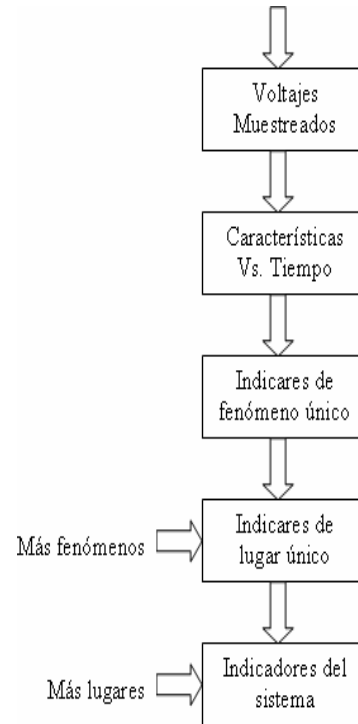 Voltajes
Muestreados
Características
Vs. Tiempo
Indicares de
fenómeno único
Más fenómenos
Indicares de
lugar único
Más lugares
Indicadores del
sistema